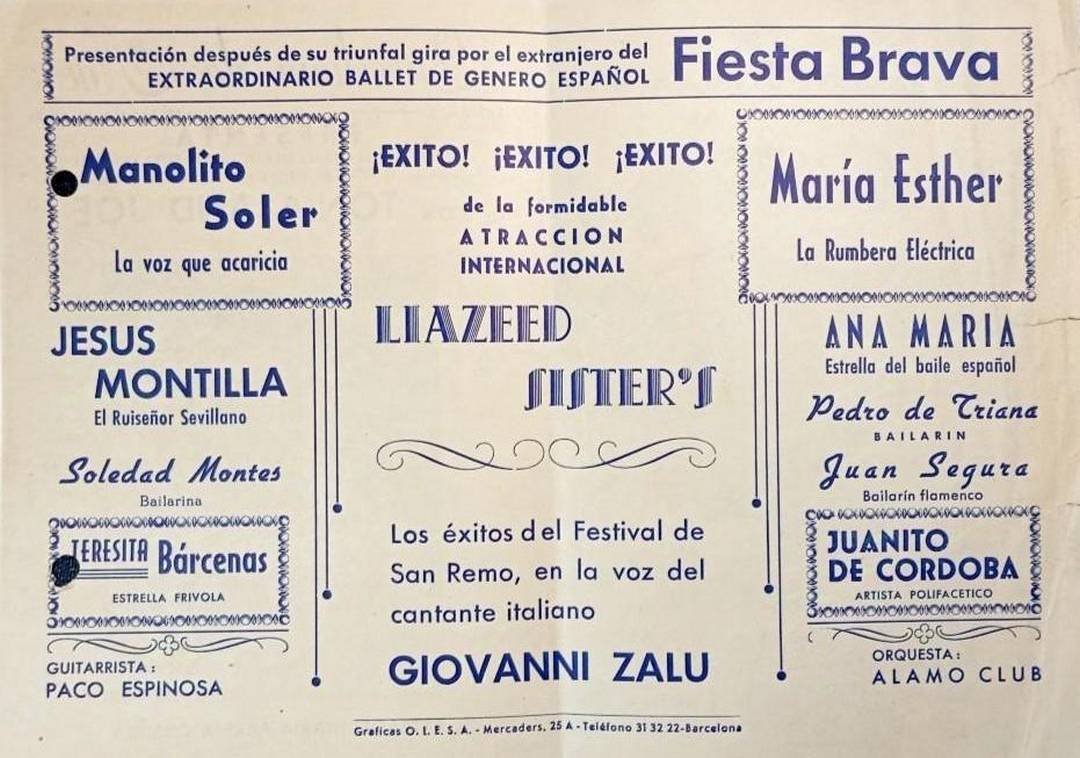 Presentación después de su triunfal gira por el extranjero del
EXTRAORDINARIO BALLET DE GENERO ESPAÑOL
Fiesta Brava
Manolito
Soler
La voz que acaricia
JESUS
MONTILLA
El Ruiseñor Sevillano
Soledad Montes
Bailarina
TERESITA Bárcenas
ESTRELLA FRIVOLA
GUITARRISTA:
PACO ESPINOSA
¡EXITO! ¡EXITO! ¡EXITO!
de la formidable
ATRACCION
INTERNACIONAL
LIAZEED
SISTER'S
Los éxitos del Festival de
San Remo, en la voz del
cantante italiano
GIOVANNI ZALU
María Esther
La Rumbera Eléctrica
ANA MARIA
Estrella del baile español
Pedro de Triana
BAILARIN
Juan Segura
Bailarín flamenco
JUANITO
DE CORDOBA
ARTISTA POLIFACETICO
ORQUESTA:
ALAMO CLUB
Graficas O. I. E. S. A. - Mercaders, 25 A - Teléfono 31 32 22-Barcelona